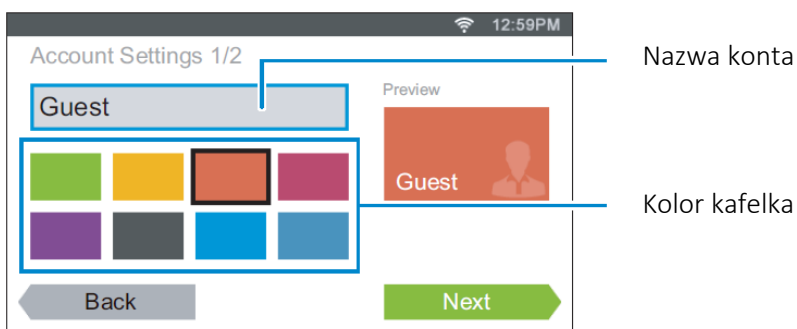 12:59PM
Account Settings 1/2
Nazwa konta
Guest
Preview
Guest
Kolor kafelka
Back
Next